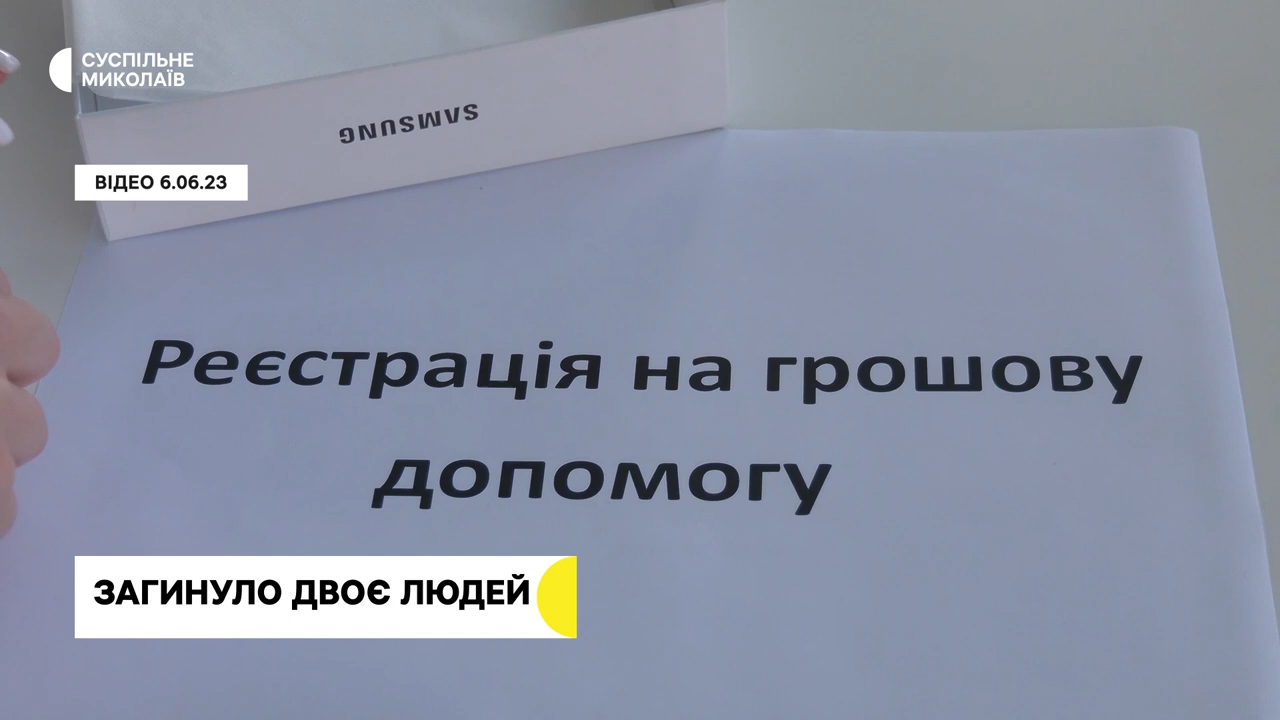 СУСПІЛЬНЕ
МИКОЛАЇВ
SAMSUNG
ВІДЕО 6.06.23
Реєстрація на грошову
допомогу
ЗАГИНУЛО ДВОЄ ЛЮДЕЙ